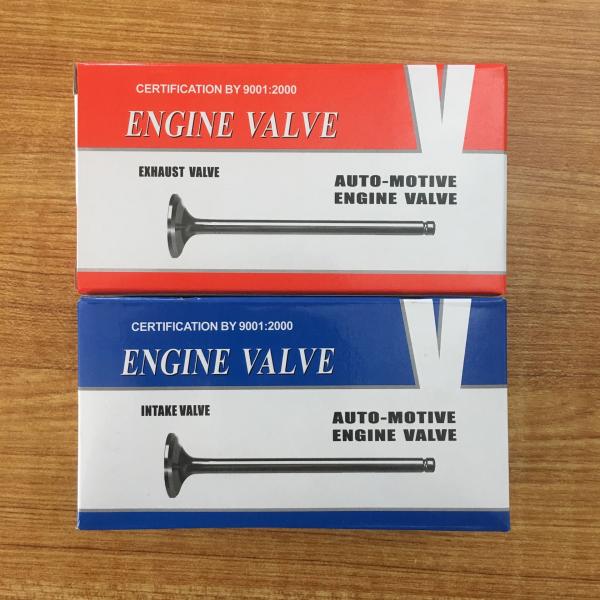 CERTIFICATION BY 9001:2000
ENGINE VALVE
EXHAUST VALVE
AUTO-MOTIVE
ENGINE VALVE
V
CERTIFICATION BY 9001:2000
ENGINE VALVE
INTAKE VALVE
AUTO-MOTIVE
ENGINE VALVE
V